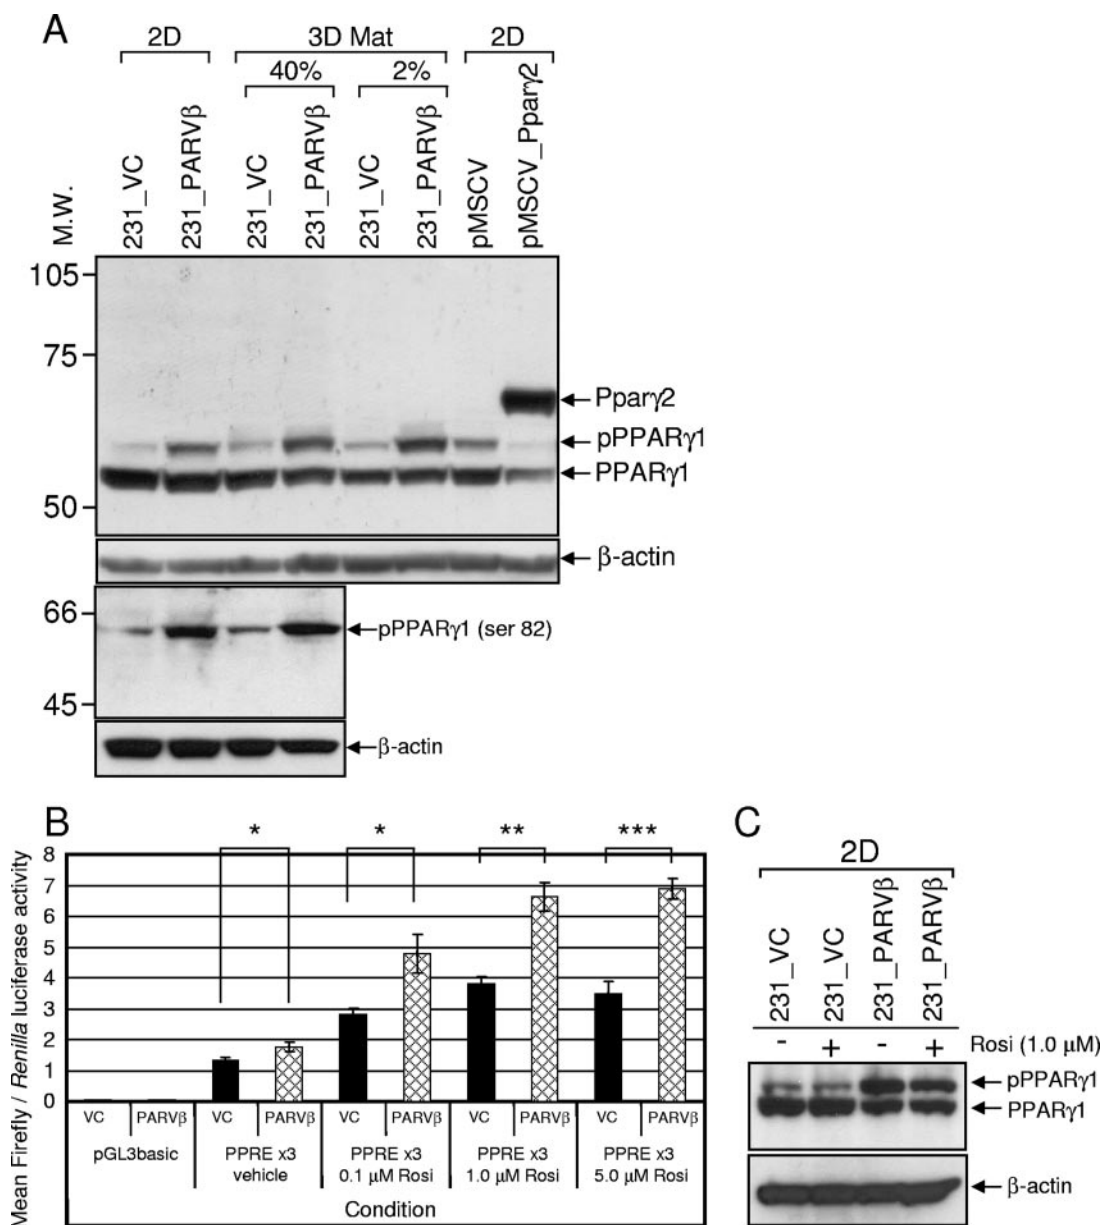 A
2D 3D Mat 2D
40% 2%
M.W. 231_VC 231_PARVβ 231_VC 231_PARVβ 231_VC 231_PARVβ pMSCV pMSCV_Pparγ2
105
75
Pparγ2
pPPARγ1
PPARγ1
50
β-actin
66
pPPARγ1 (ser 82)
45
β-actin
B
Mean Firefly / Renilla luciferase activity
* * ** ***
8
7
6
5
4
3
2
1
0
VC PARVβ VC PARVβ VC PARVβ VC PARVβ VC PARVβ
pGL3basic PPRE x3 PPRE x3 PPRE x3 PPRE x3
vehicle 0.1 μM Rosi 1.0 μM Rosi 5.0 μM Rosi
Condition
C
2D
231_VC 231_VC 231_PARVβ 231_PARVβ
- + - + Rosi (1.0 μM)
pPPARγ1
PPARγ1
β-actin